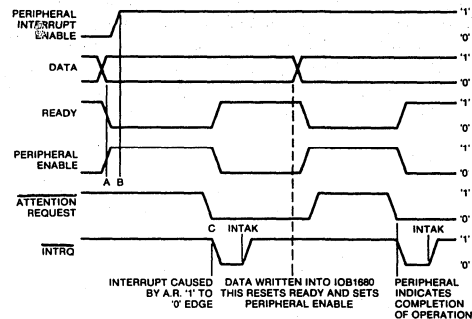 PERIPHERAL
INTERRUPT
ENABLE
'1'
'0'
DATA
'1'
'0'
READY
'1'
'0'
PERIPHERAL
ENABLE
'1'
'0'
A B
ATTENTION
REQUEST
'1'
'0'
C INTAK INTAK
INTRQ
'1'
'0'
INTERRUPT CAUSED
BY A.R. '1' TO
'0' EDGE
DATA WRITTEN INTO IOB1680
THIS RESETS READY AND SETS
PERIPHERAL ENABLE
PERIPHERAL
INDICATES
COMPLETION
OF OPERATION